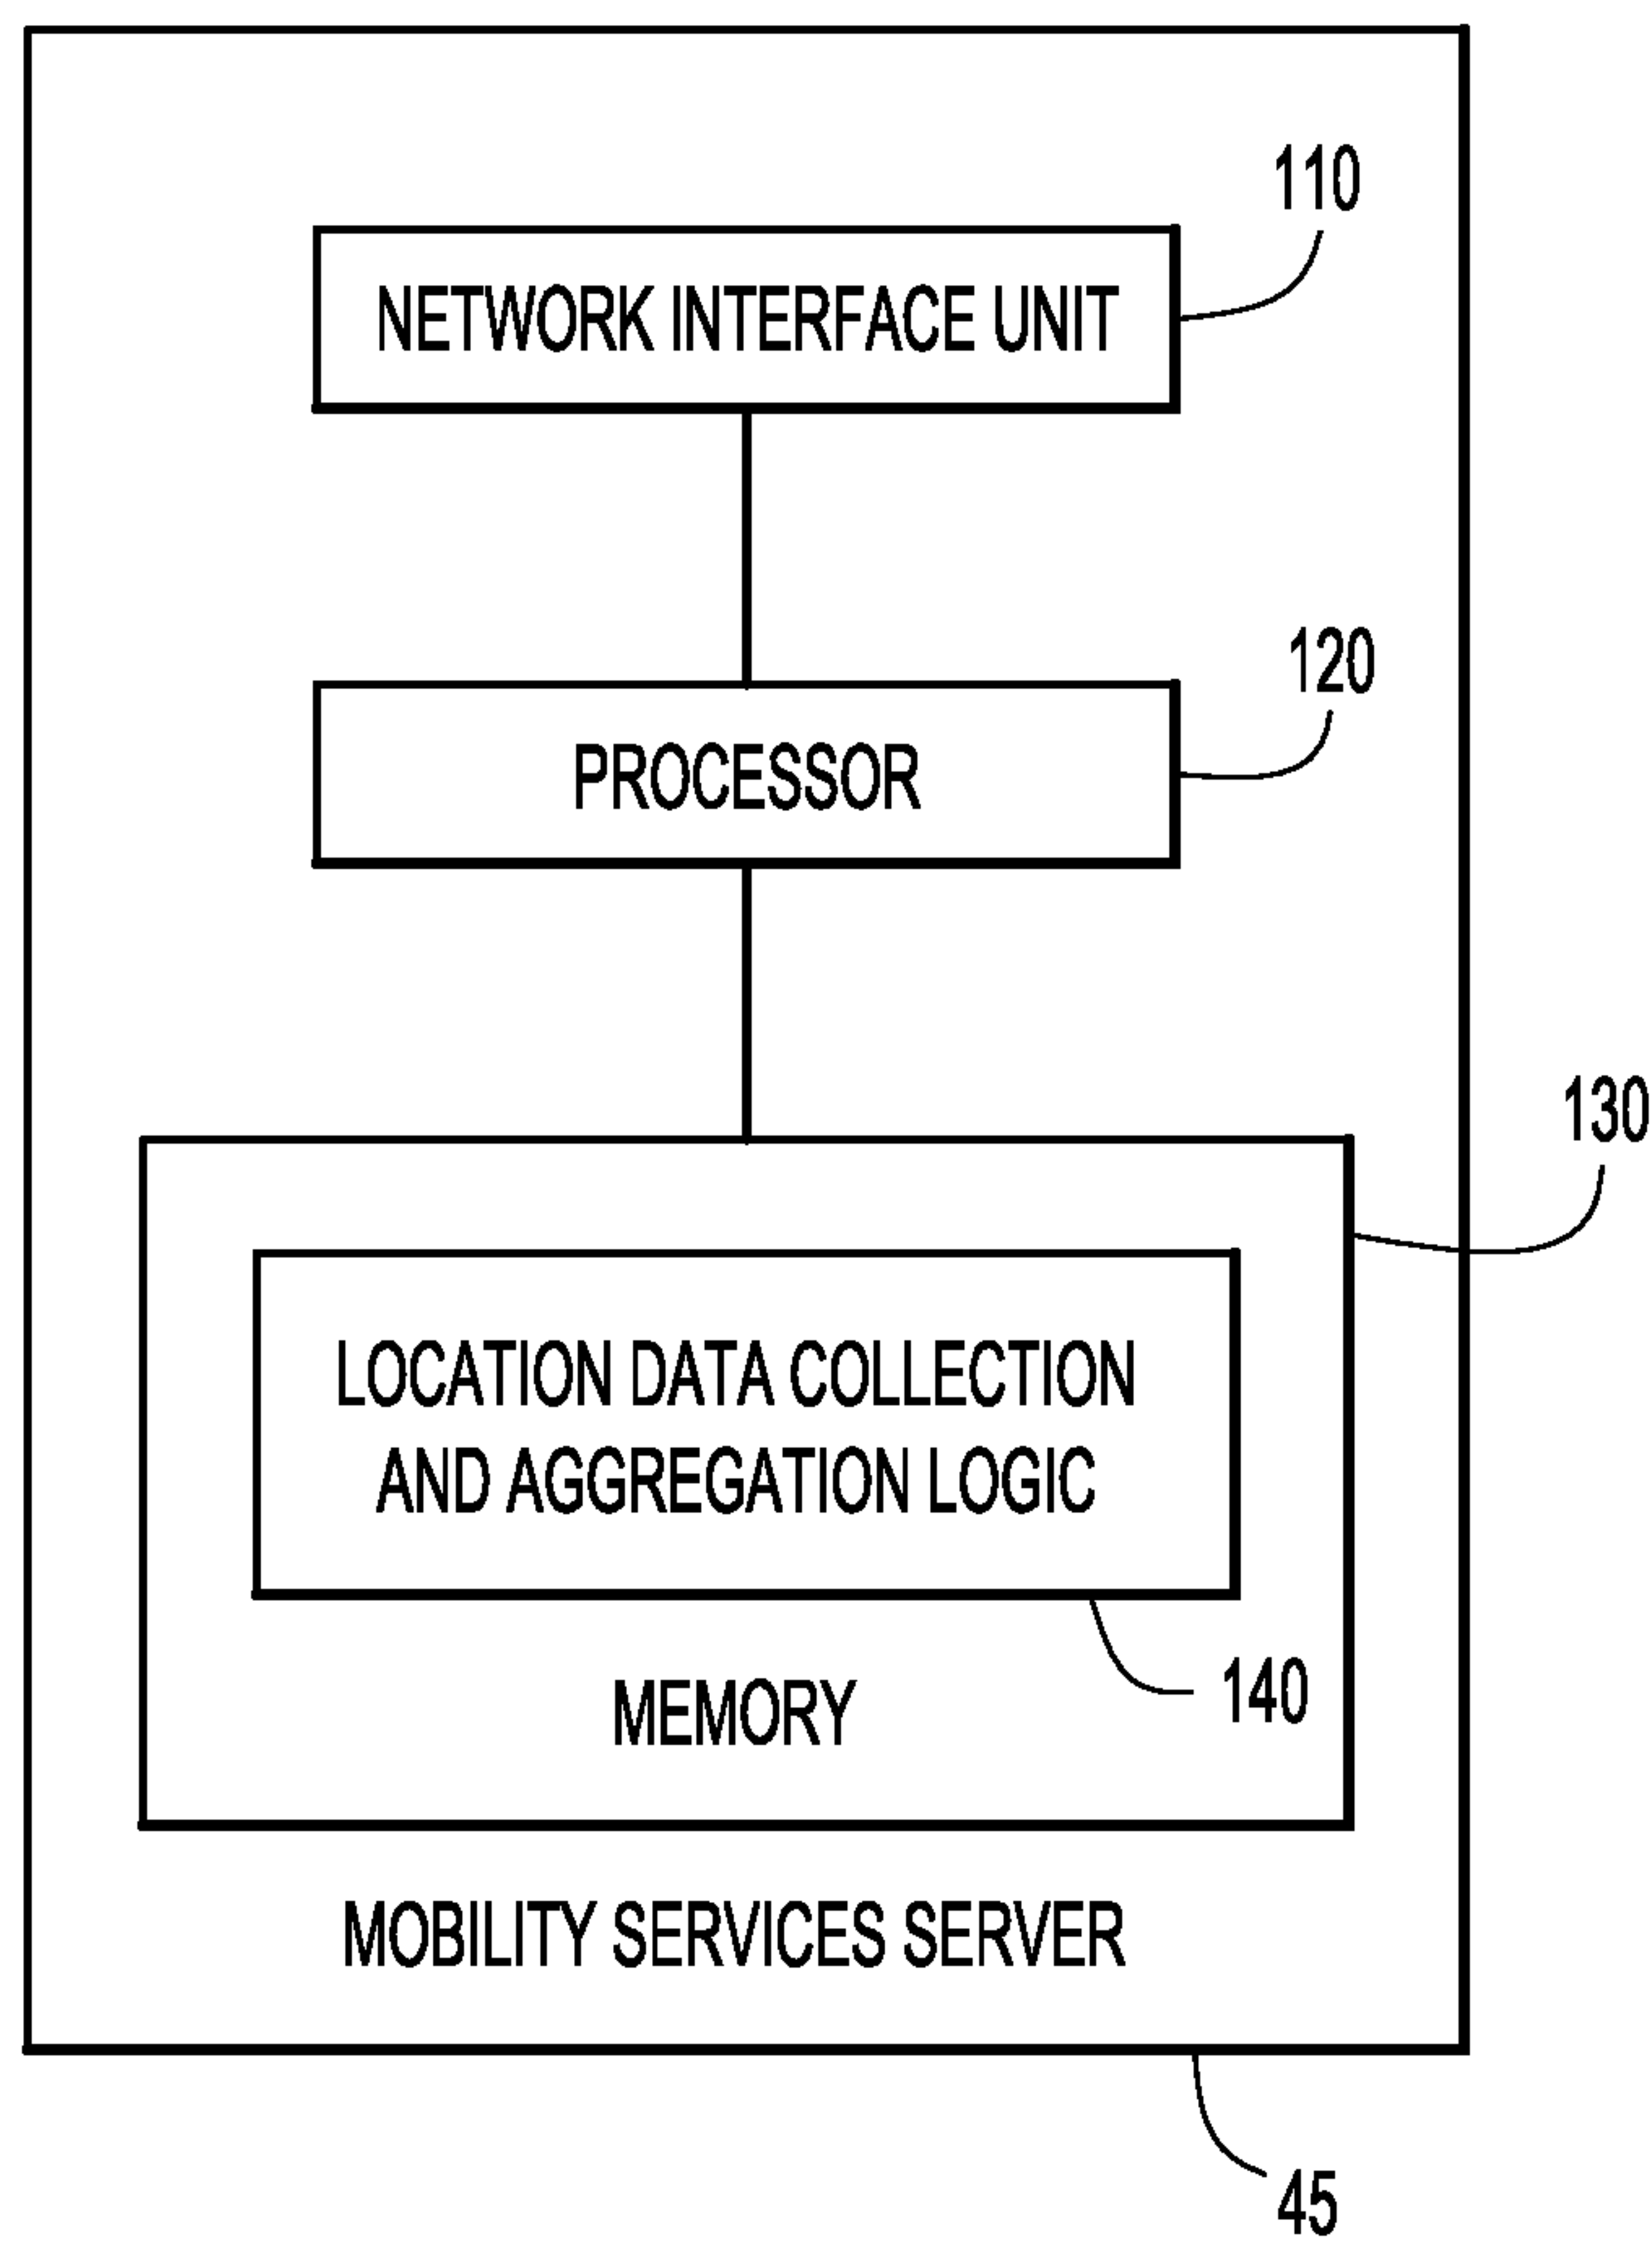 110
NETWORK INTERFACE UNIT
120
PROCESSOR
130
LOCATION DATA COLLECTION
AND AGGREGATION LOGIC
140
MEMORY
MOBILITY SERVICES SERVER
45